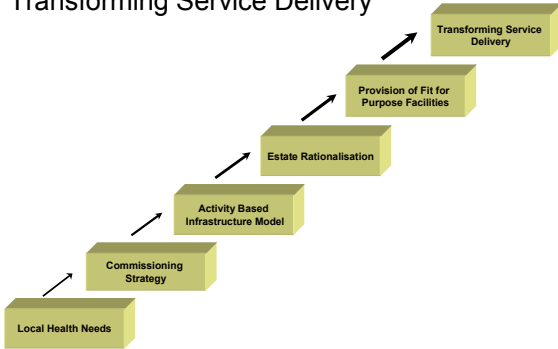 Transforming Service Delivery
Transforming Service
Delivery
Provision of Fit for
Purpose Facilities
Estate Rationalisation
Activity Based
Infrastructure Model
Commissioning
Strategy
Local Health Needs